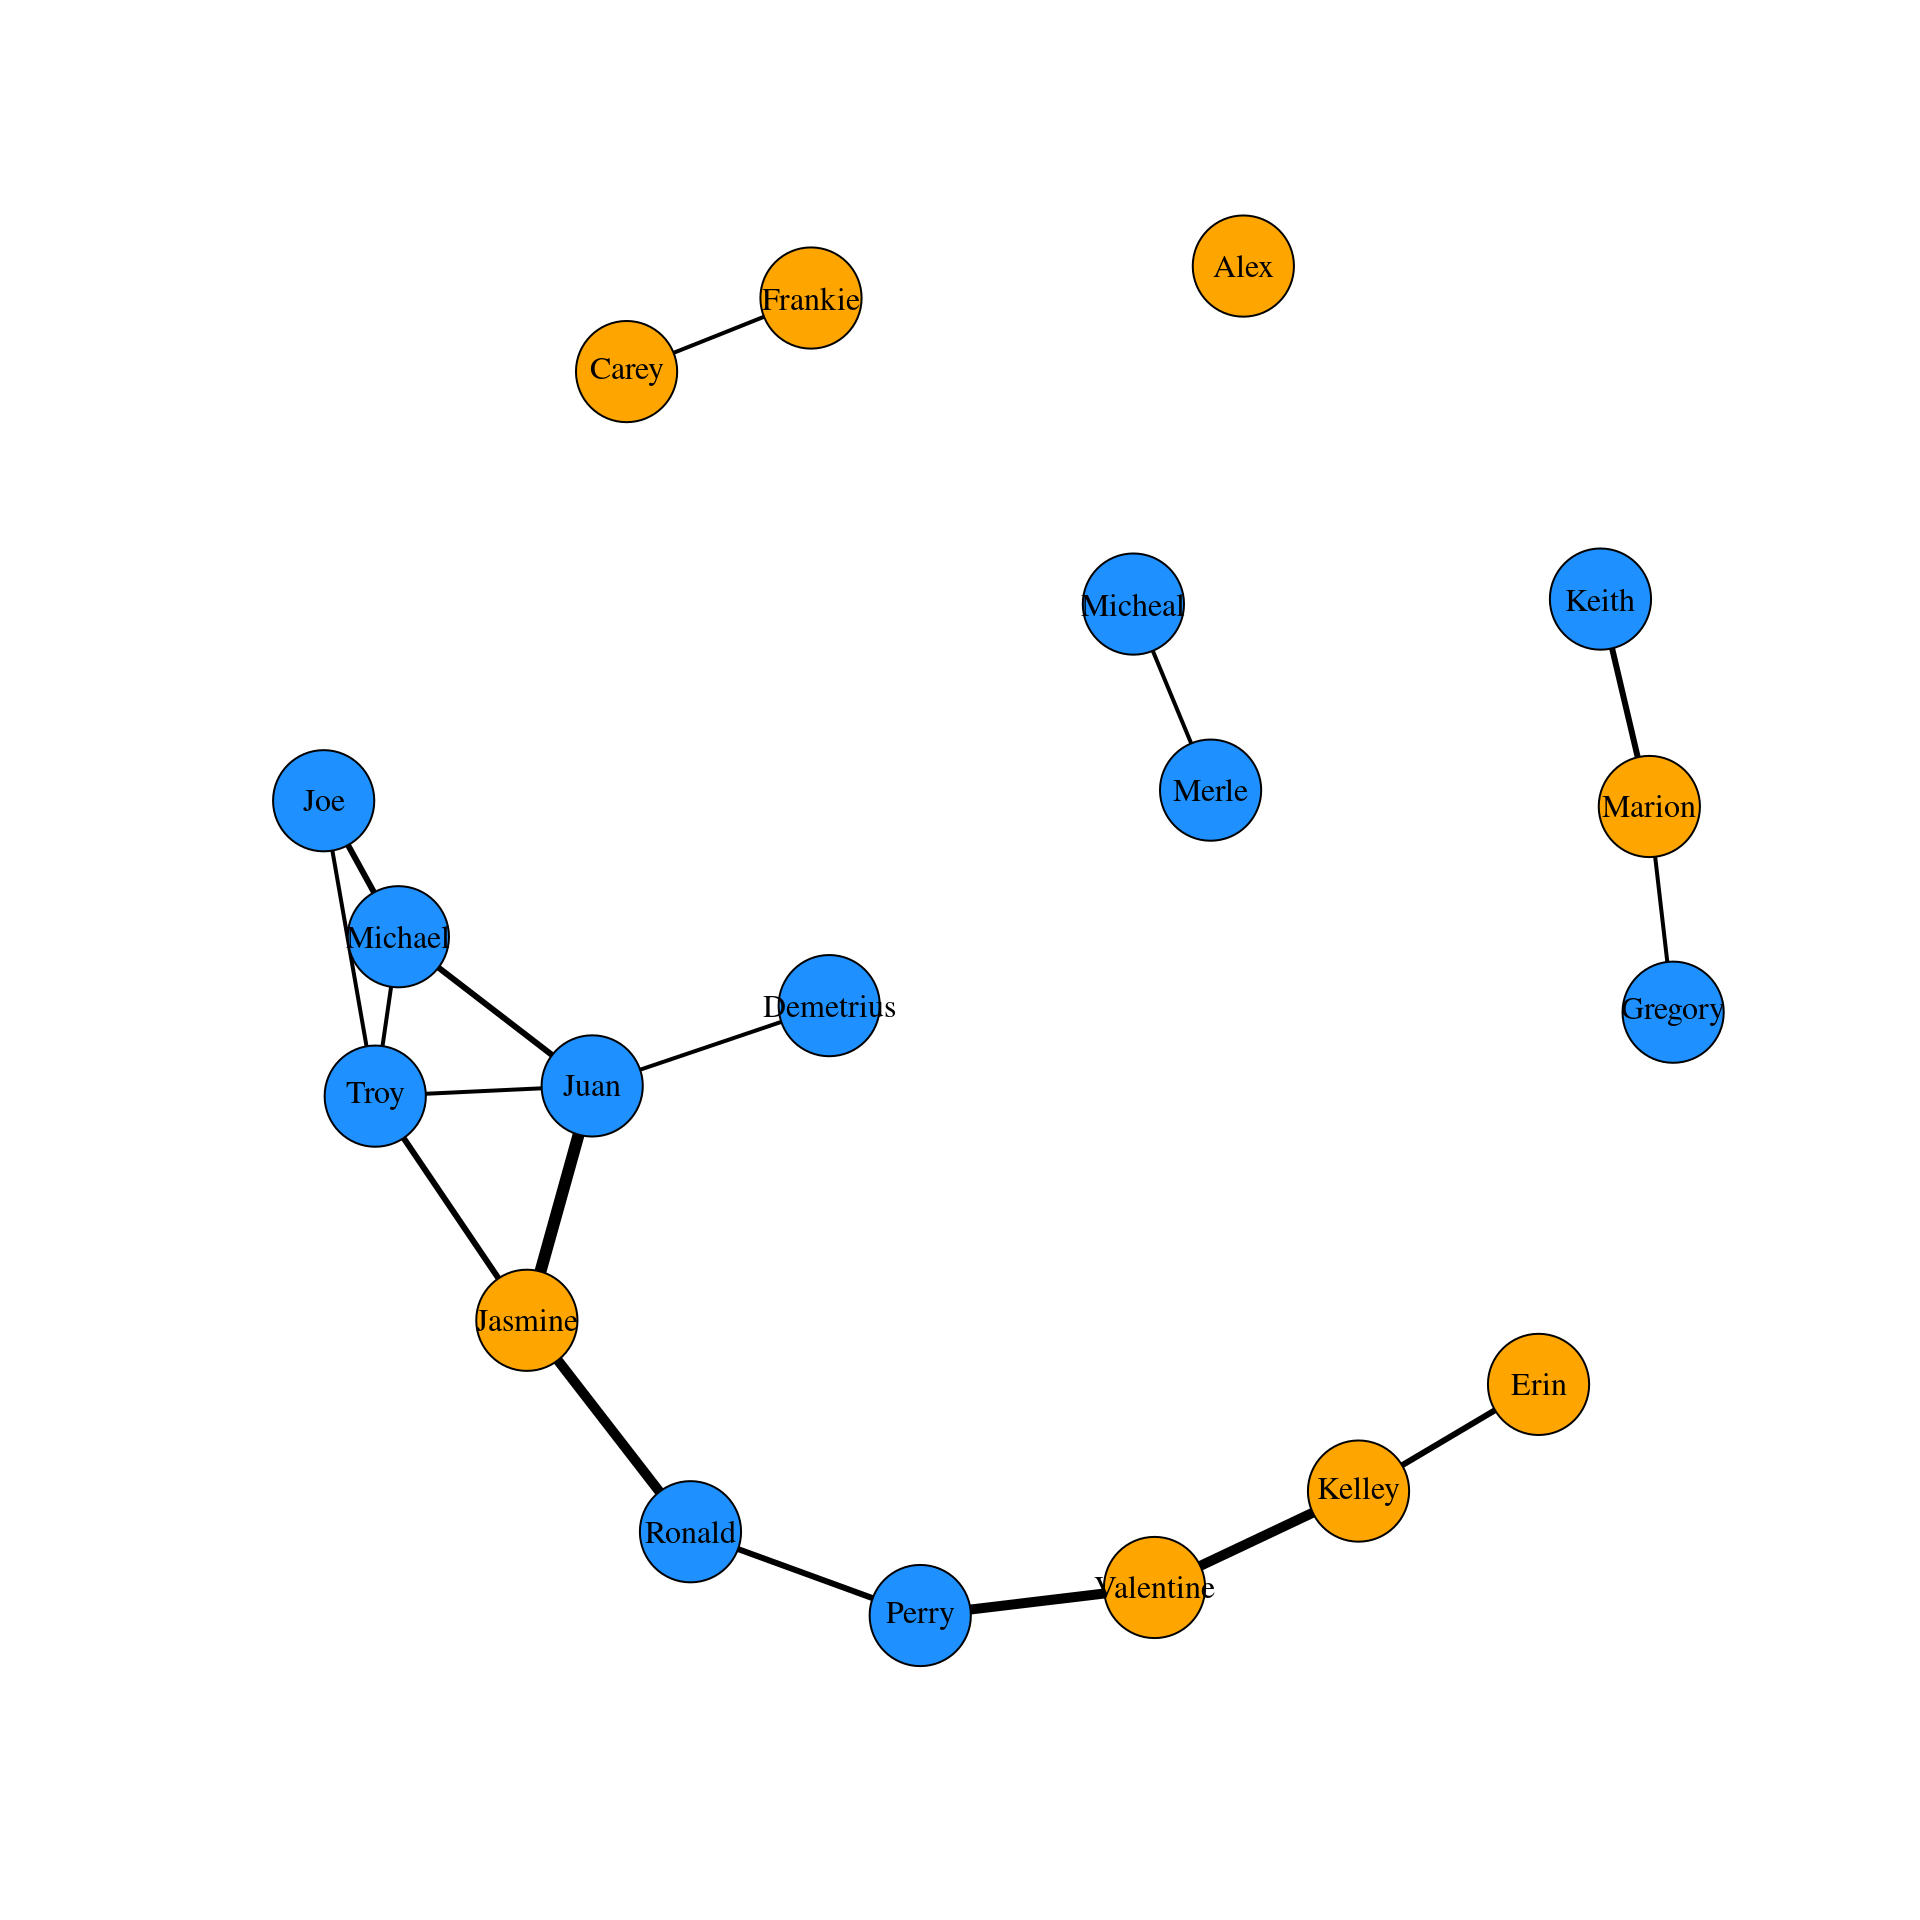 Alex
Frankie
Carey
Micheal
Keith
Merle
Joe
Marion
Michael
Demetrius
Gregory
Troy
Juan
Jasmine
Erin
Kelley
Ronald
Valentine
Perry